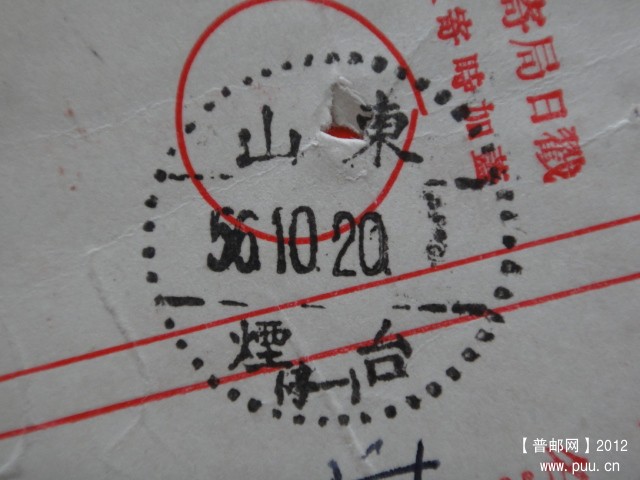 寄局日戳
寄時加蓋
山東
56.10.20
煙台
【普邮网】2012
www.puu.cn